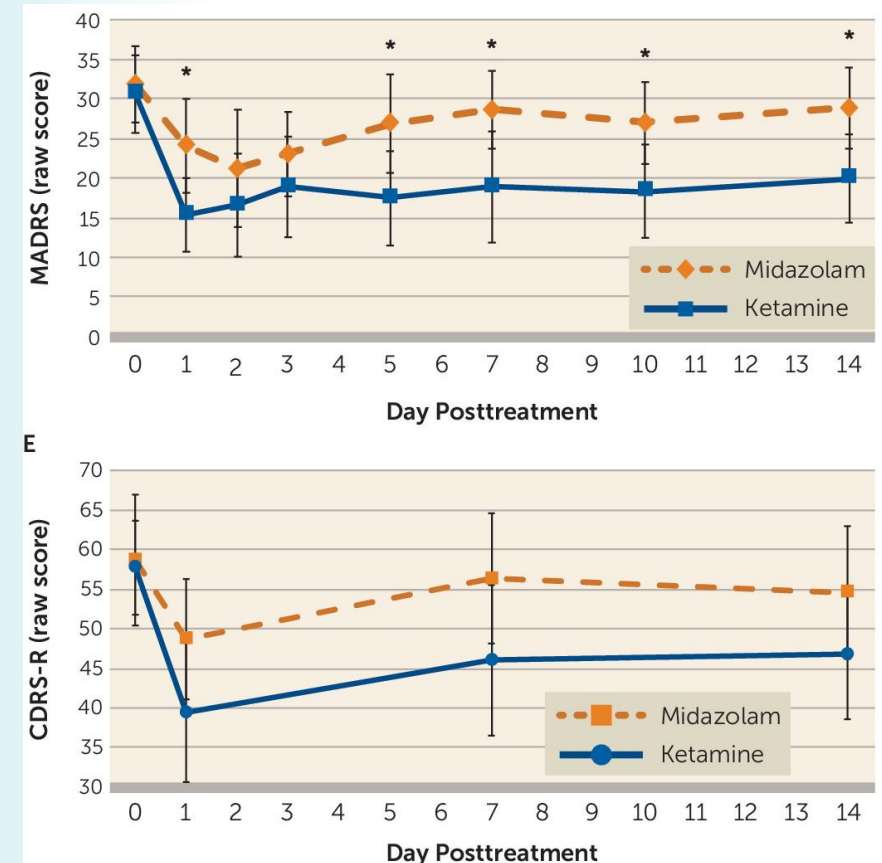 40
35
30
25
20
15
10
5
0
MADRS (raw score)
* * * * *
Midazolam
Ketamine
0 1 2 3 4 5 6 7 8 9 10 11 12 13 14
Day Posttreatment
E
70
65
60
55
50
45
40
35
30
CDRS-R (raw score)
Midazolam
Ketamine
0 1 2 3 4 5 6 7 8 9 10 11 12 13 14
Day Posttreatment